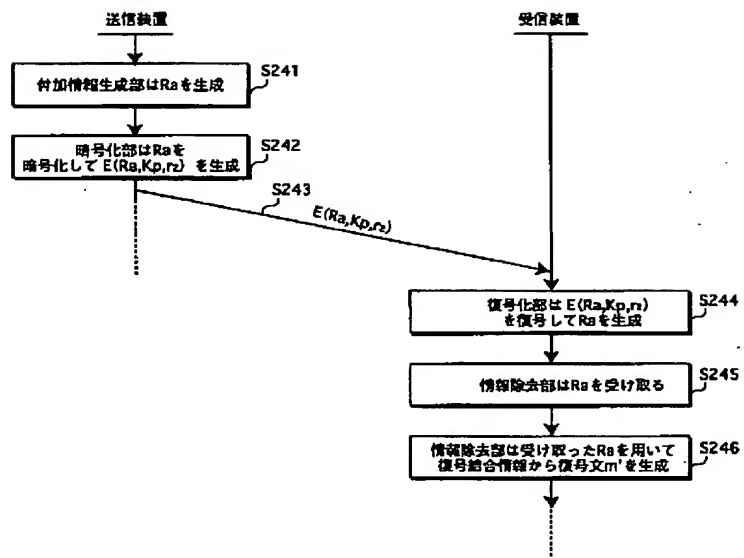 送信装置
受信装置
付加情報生成部はRaを生成
S241
暗号化部はRaを
暗号化して E(Ra,Kp,r2) を生成
S242
S243
E(Ra,Kp,r2)
復号化部は E(Ra,Kp,r2)
を復号してRaを生成
S244
情報除去部はRaを受け取る
S245
情報除去部は受け取ったRaを用いて
復号結合情報から復号文m'を生成
S246